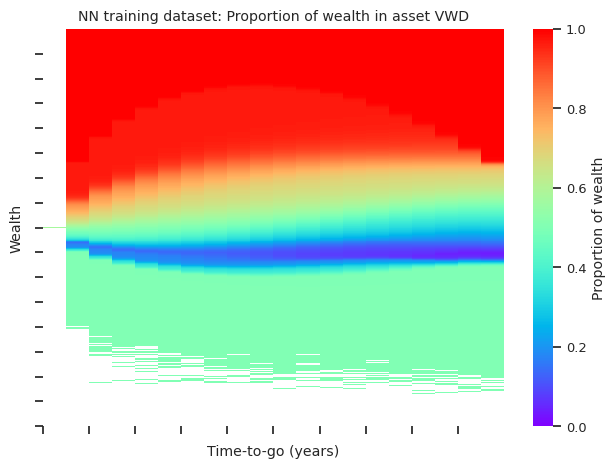 NN training dataset: Proportion of wealth in asset VWD
1.0
0.8
0.6
0.4
0.2
0.0
Proportion of wealth
Wealth
Time-to-go (years)